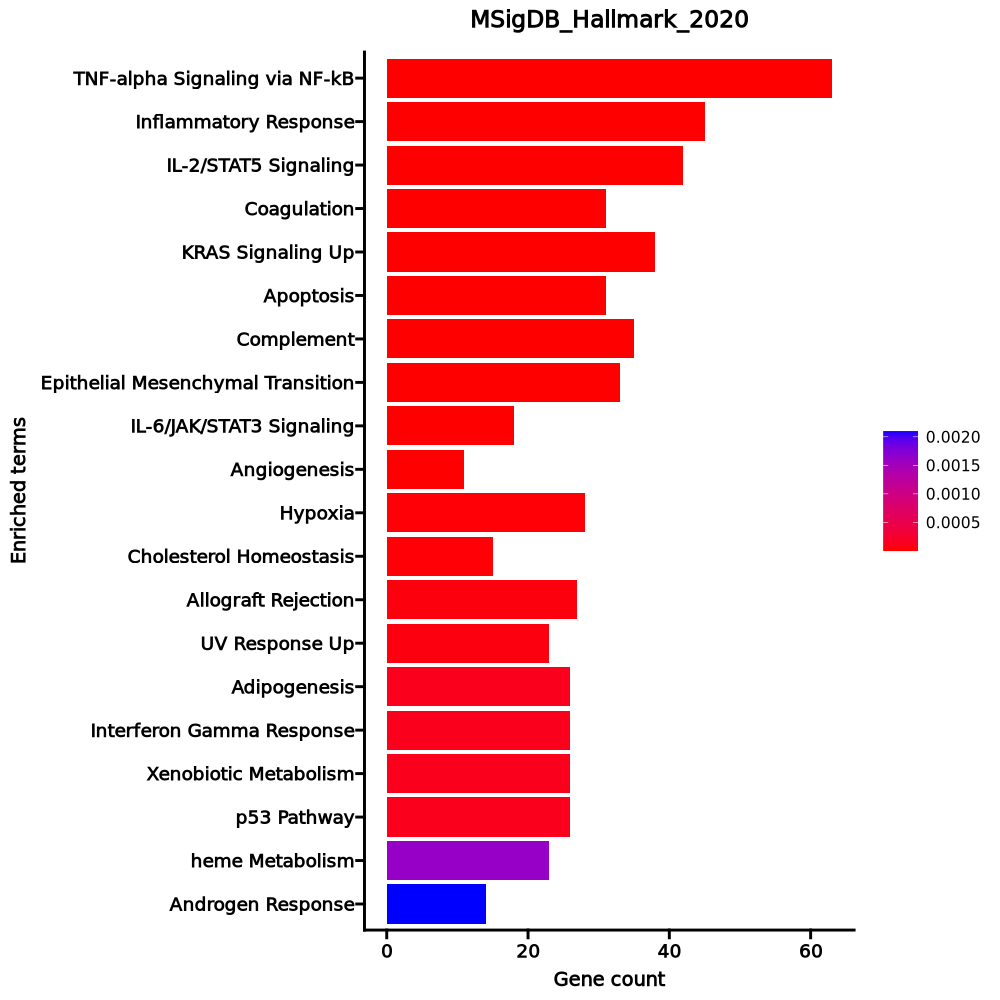 MSigDB_Hallmark_2020
TNF-alpha Signaling via NF-kB
Inflammatory Response
IL-2/STAT5 Signaling
Coagulation
KRAS Signaling Up
Apoptosis
Complement
Epithelial Mesenchymal Transition
IL-6/JAK/STAT3 Signaling
Angiogenesis
Hypoxia
Cholesterol Homeostasis
Allograft Rejection
UV Response Up
Adipogenesis
Interferon Gamma Response
Xenobiotic Metabolism
p53 Pathway
heme Metabolism
Androgen Response
Enriched terms
0 20 40 60
Gene count
0.0020
0.0015
0.0010
0.0005